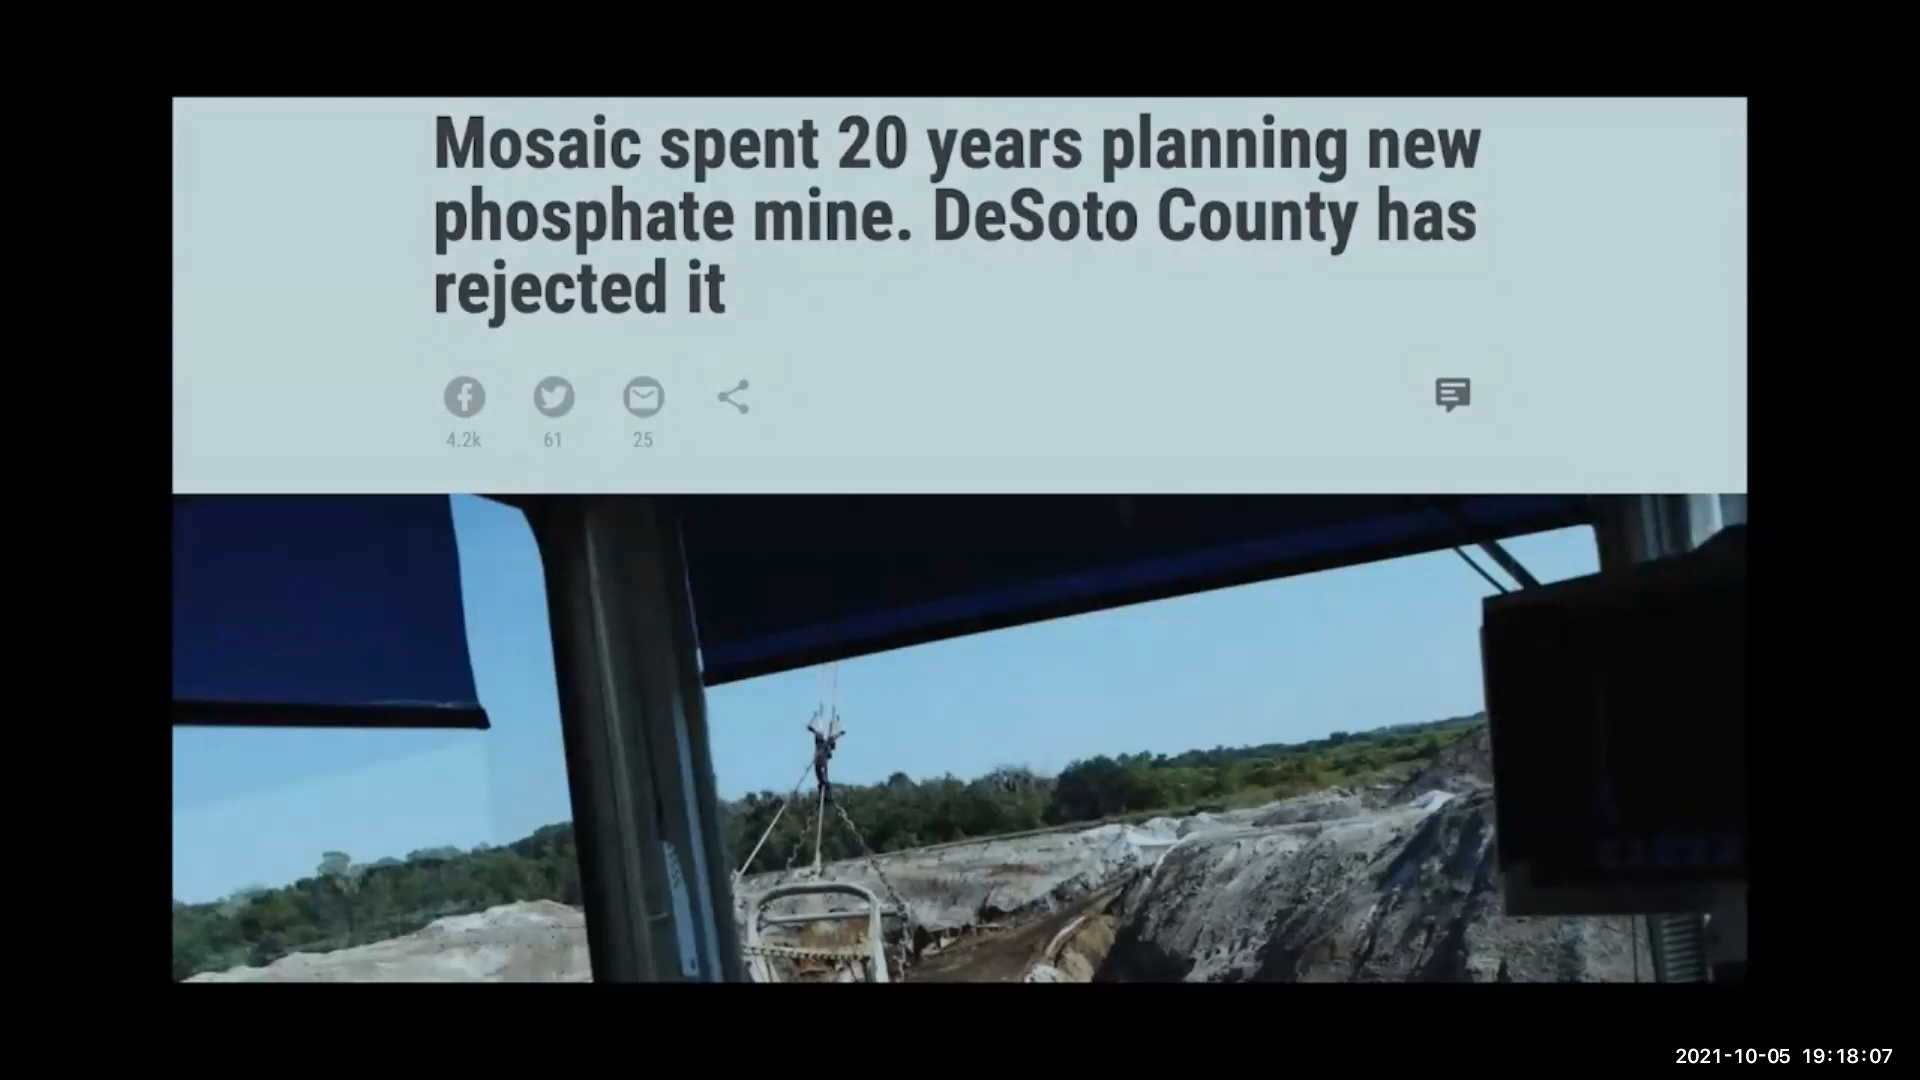 Mosaic spent 20 years planning new
phosphate mine. DeSoto County has
rejected it
4.2k 61 25
2021-10-05 19:18:07